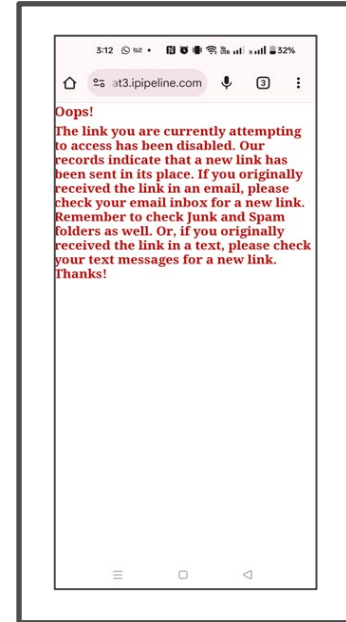 3:12
32%
at3.ipipeline.com
3
Oops!
The link you are currently attempting
to access has been disabled. Our
records indicate that a new link has
been sent in its place. If you originally
received the link in an email, please
check your email inbox for a new link.
Remember to check Junk and Spam
folders as well. Or, if you originally
received the link in a text, please check
your text messages for a new link.
Thanks!